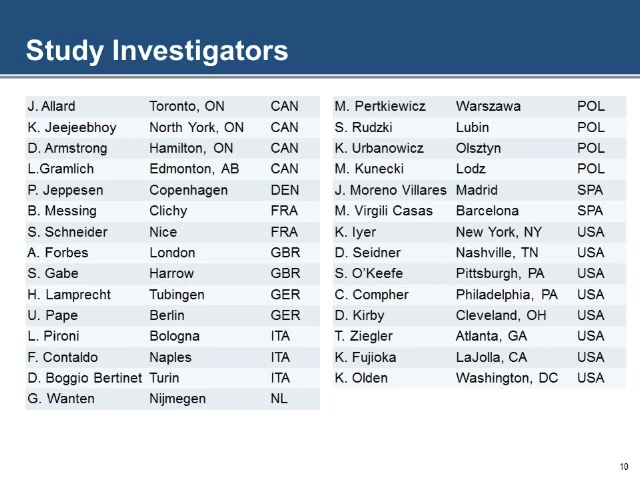 Study Investigators
J. Allard Toronto, ON CAN
K. Jeejeebhoy North York, ON CAN
D. Armstrong Hamilton, ON CAN
L.Gramlich Edmonton, AB CAN
P. Jeppesen Copenhagen DEN
B. Messing Clichy FRA
S. Schneider Nice FRA
A. Forbes London GBR
S. Gabe Harrow GBR
H. Lamprecht Tubingen GER
U. Pape Berlin GER
L. Pironi Bologna ITA
F. Contaldo Naples ITA
D. Boggio Bertinet Turin ITA
G. Wanten Nijmegen NL
M. Pertkiewicz Warszawa POL
S. Rudzki Lubin POL
K. Urbanowicz Olsztyn POL
M. Kunecki Lodz POL
J. Moreno Villares Madrid SPA
M. Virgili Casas Barcelona SPA
K. Iyer New York, NY USA
D. Seidner Nashville, TN USA
S. O'Keefe Pittsburgh, PA USA
C. Compher Philadelphia, PA USA
D. Kirby Cleveland, OH USA
T. Ziegler Atlanta, GA USA
K. Fujioka LaJolla, CA USA
K. Olden Washington, DC USA
10